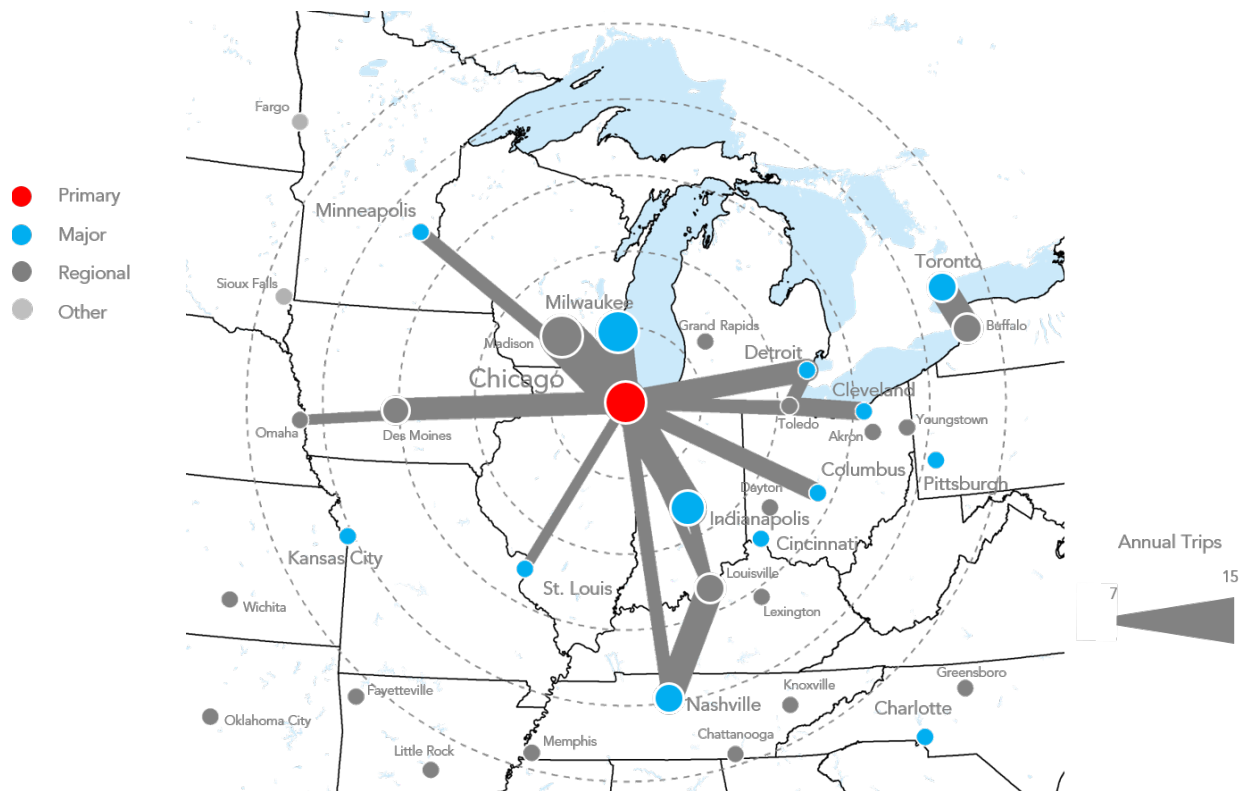 Fargo
Primary
Minneapolis
Major
Toronto
Regional
Sioux Falls
Other
Milwaukee
Grand Rapids
Buffalo
Madison
Detroit
Chicago
Cleveland
Toledo
Youngstown
Omaha
Des Moines
Akron
Columbus
Pittsburgh
Dayton
Indianapolis
Cincinnati
Kansas City
Annual Trips
Louisville
15
St. Louis
7
Wichita
Lexington
Greensboro
Knoxville
Fayetteville
Nashville
Charlotte
Oklahoma City
Chattanooga
Memphis
Little Rock